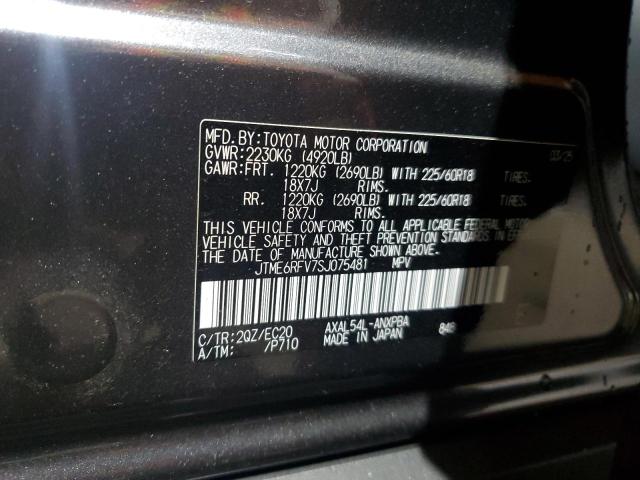 MFD.BY:TOYOTA MOTOR CORPORATION 03/25
GVWR:2230KG (4920LB)
GAWR:FRT. 1220KG (2690LB) WITH 225/60R18 TIRES.
18X7J RIMS.
RR. 1220KG (2690LB) WITH 225/60R18 TIRES.
18X7J RIMS.
THIS VEHICLE CONFORMS TO ALL APPLICABLE FEDERAL MOTOR
VEHICLE SAFETY AND THEFT PREVENTION STANDARDS IN
THE DATE OF MANUFACTURE SHOWN ABOVE.
JTME6RFV7SJ075481 MPV
C/TR:2QZ/EC20 AXAL54L-ANXPBA
A/TM: /P710 MADE IN JAPAN